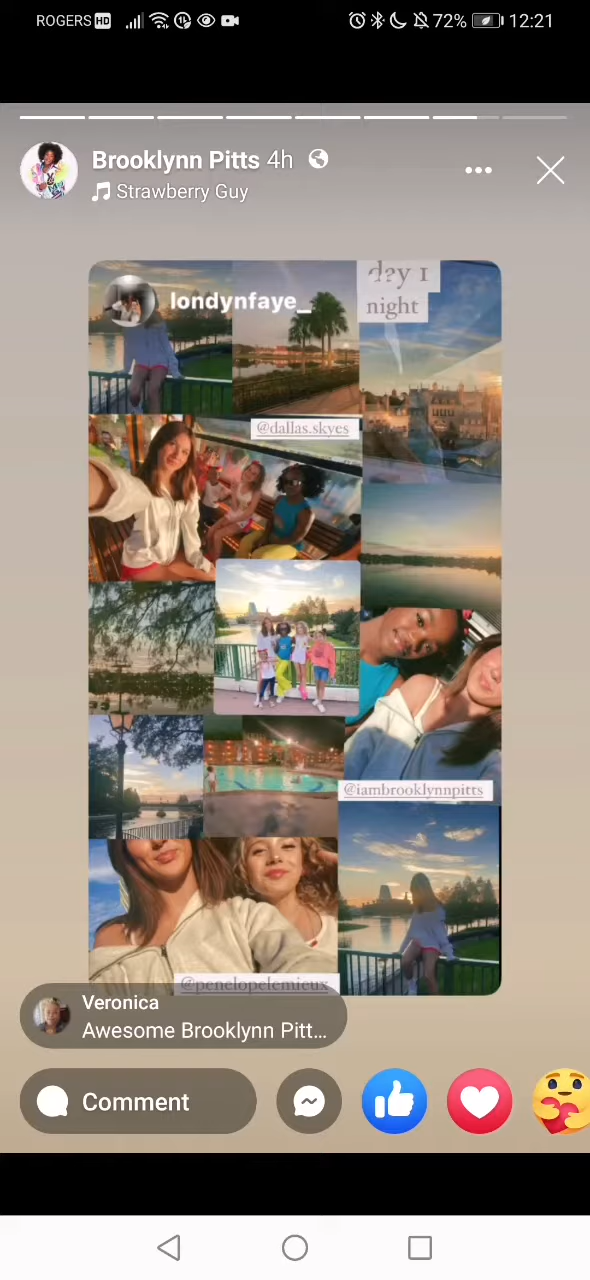 ROGERS HD
72% 12:21
Brooklynn Pitts 4h
Strawberry Guy
londynfaye_
day 1
night
@dallas.skyes
@iambrooklynnpitts
@penelopelemieux
Veronica
Awesome Brooklynn Pitt...
Comment